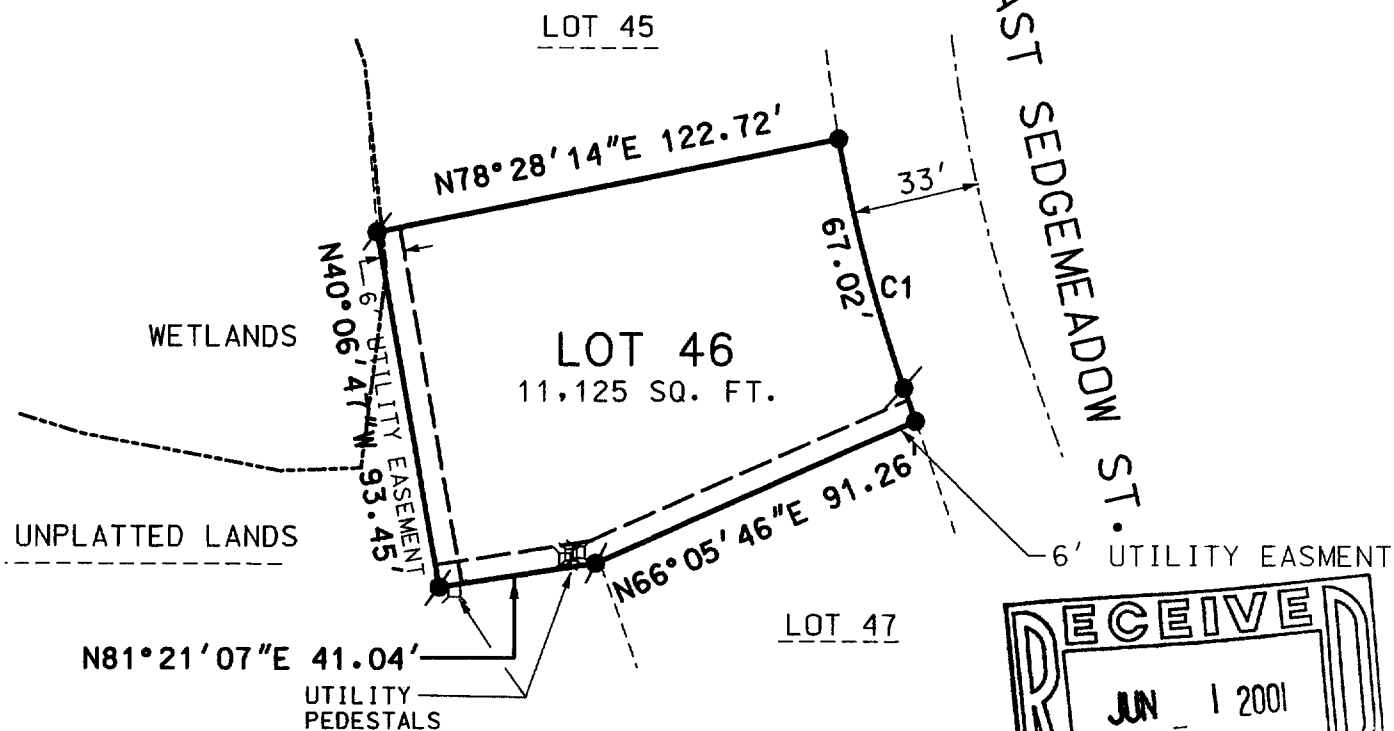 LOT 45
AST SEDGEMEADOW ST.
N78°28'14"E 122.72'
33'
67.02'
C1
N40°06'47"W 93.45'
6' UTILITY EASEMENT
WETLANDS
LOT 46
11,125 SQ. FT.
UNPLATTED LANDS
N66°05'46"E 91.26'
6' UTILITY EASMENT
LOT 47
N81°21'07"E 41.04'
UTILITY
PEDESTALS
RECEIVED
JUN _ 1 2001